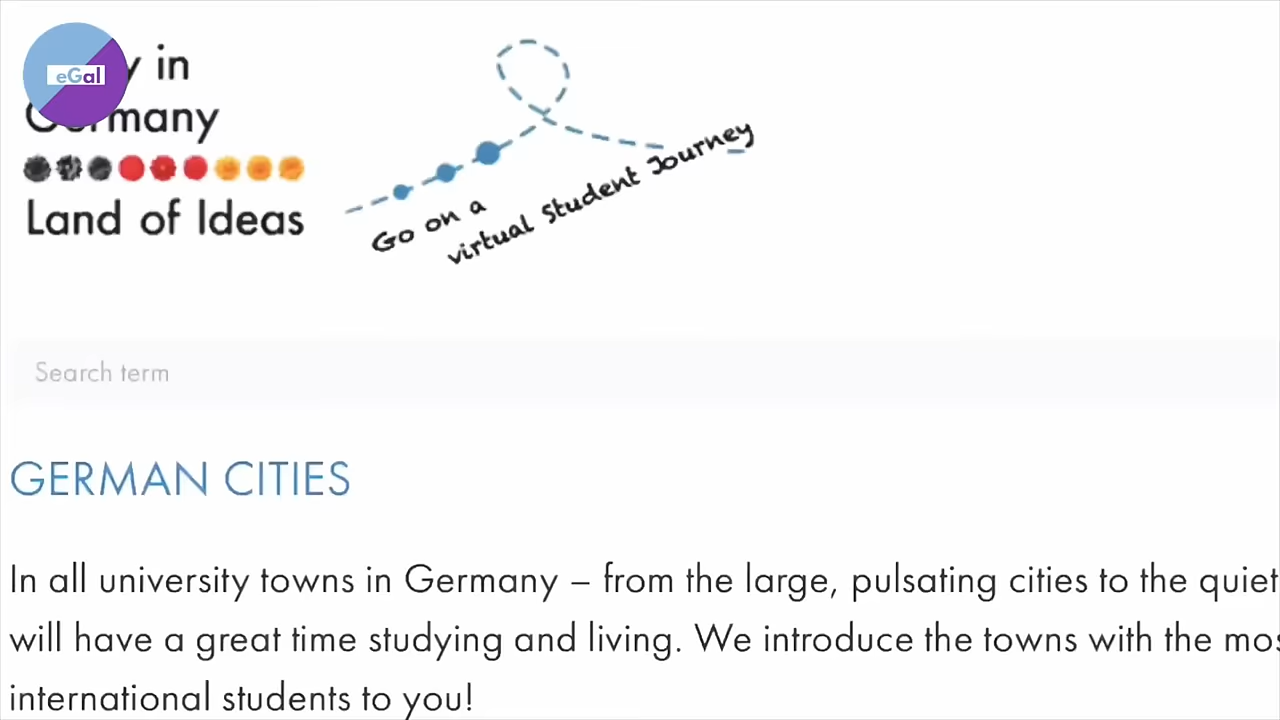 eGal
y in
Germany
Land of Ideas
Go on a
virtual student Journey
Search term
GERMAN CITIES
In all university towns in Germany – from the large, pulsating cities to the quiet
will have a great time studying and living. We introduce the towns with the mos
international students to you!